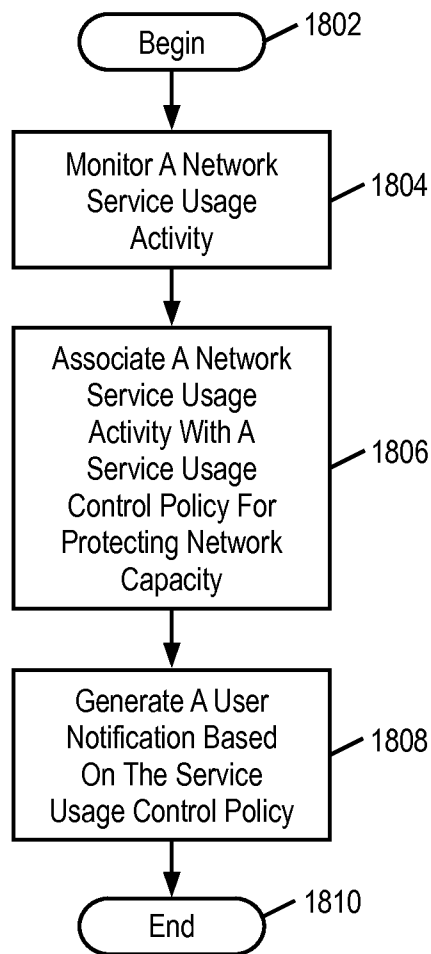 Begin
1802
Monitor A Network
Service Usage
Activity
1804
Associate A Network
Service Usage
Activity With A
Service Usage
Control Policy For
Protecting Network
Capacity
1806
Generate A User
Notification Based
On The Service
Usage Control Policy
1808
End
1810